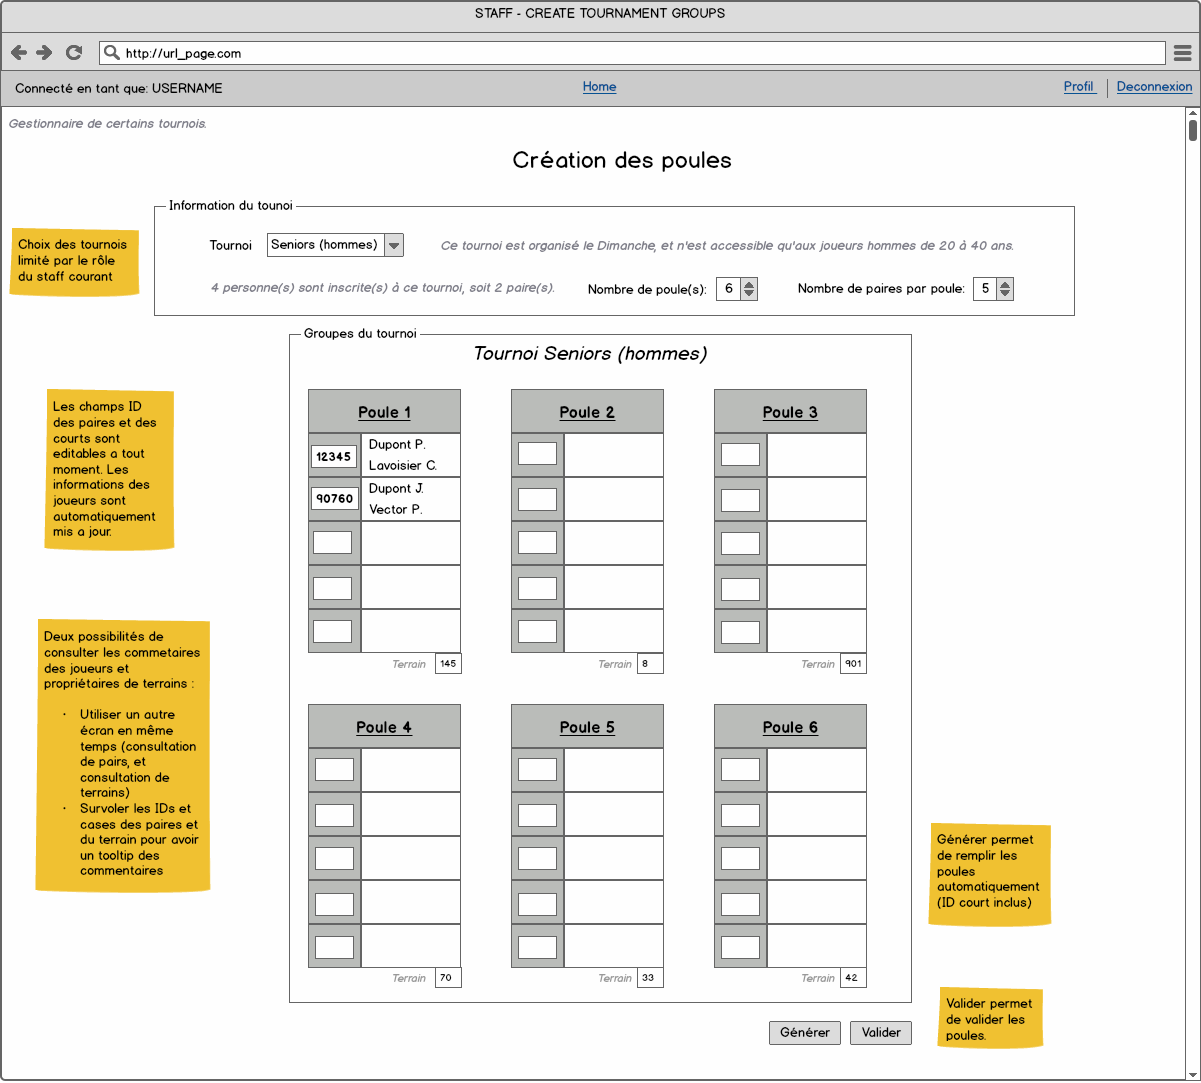 STAFF - CREATE TOURNAMENT GROUPS
http://url_page.com
Connecté en tant que: USERNAME
Home
Profil
Deconnexion
Gestionnaire de certains tournois.
Création des poules
Information du tounoi
Choix des tournois
limité par le rôle
du staff courant
Tournoi
Seniors (hommes)
Ce tournoi est organisé le Dimanche, et n'est accessible qu'aux joueurs hommes de 20 à 40 ans.
4 personne(s) sont inscrite(s) à ce tournoi, soit 2 paire(s).
Nombre de poule(s):
6
Nombre de paires par poule:
5
Groupes du tournoi
Tournoi Seniors (hommes)
Les champs ID
des paires et des
courts sont
editables a tout
moment. Les
informations des
joueurs sont
automatiquement
mis a jour.
Poule 1
12345
Dupont P.
Lavoisier C.
90760
Dupont J.
Vector P.
Terrain
145
Poule 2
Terrain
8
Poule 3
Terrain
901
Deux possibilités de
consulter les commetaires
des joueurs et
propriétaires de terrains :
· Utiliser un autre
écran en même
temps (consultation
de pairs, et
consultation de
terrains)
· Survoler les IDs et
cases des paires et
du terrain pour avoir
un tooltip des
commentaires
Poule 4
Terrain
70
Poule 5
Terrain
33
Poule 6
Terrain
42
Générer permet
de remplir les
poules
automatiquement
(ID court inclus)
Valider permet
de valider les
poules.
Générer
Valider